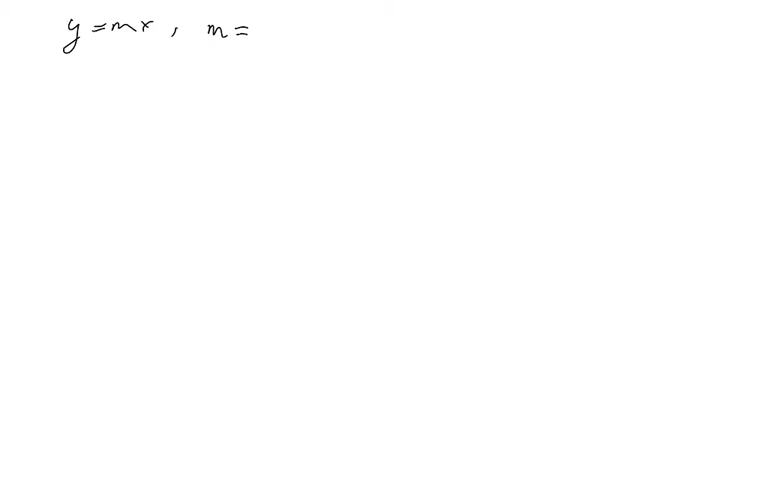 y = mx , m =